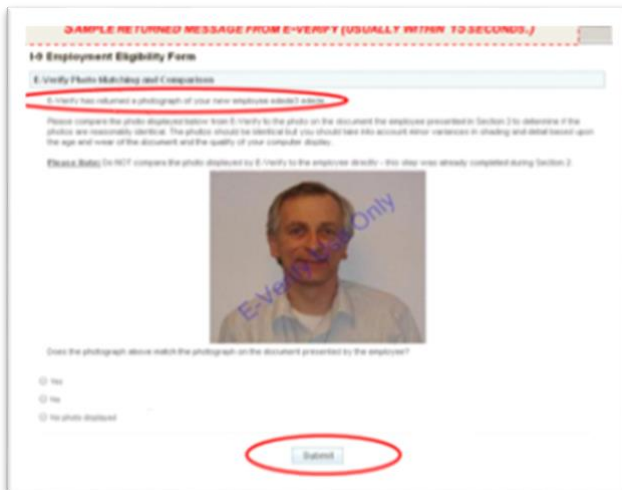 SAMPLE RETURNED MESSAGE FROM E-VERIFY (USUALLY WITHIN 15 SECONDS.)
I-9 Employment Eligibility Form
E-Verify Photo Matching and Comparison
E-Verify has returned a photograph of your new employee
Please compare the photo displayed below from E-Verify to the photo on the document the employee presented in Section 2 to determine if the
photos are reasonably identical. The photos should be identical but you should take into account minor variances in shading and detail based upon
the age and wear of the document and the quality of your computer display.
Please Note: Do NOT compare the photo displayed by E-Verify to the employee directly - this step was already completed during Section 2.
E-Verify Use Only
Does the photograph above match the photograph on the document presented by the employee?
Yes
No
No photo displayed
Submit